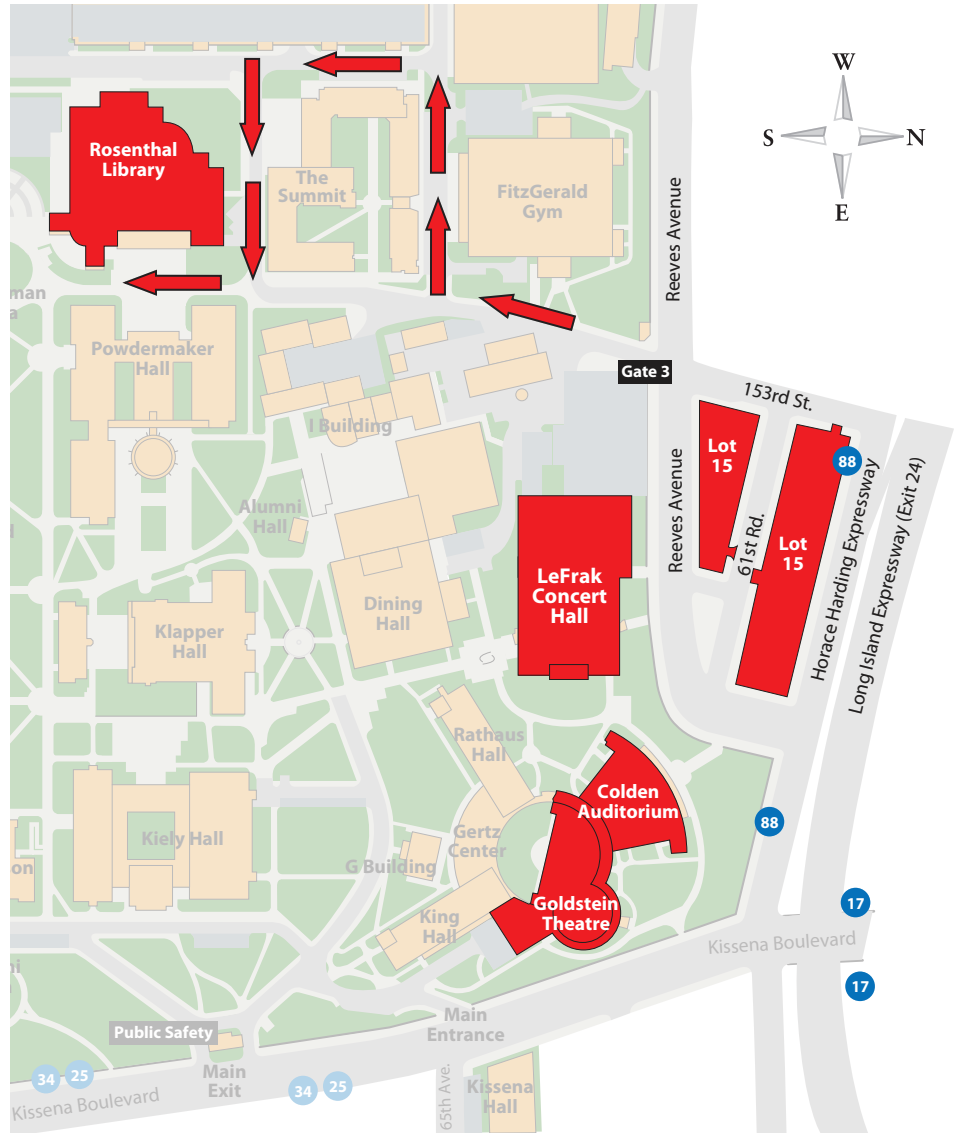 W
S
N
E
Rosenthal
Library
The
Summit
FitzGerald
Gym
Reeves Avenue
man
a
Powdermaker
Hall
Gate 3
153rd St.
I Building
Lot
15
88
Reeves Avenue
61st Rd.
Lot
15
Horace Harding Expressway
Long Island Expressway (Exit 24)
Alumni
Hall
LeFrak
Concert
Hall
Dining
Hall
Klapper
Hall
Rathaus
Hall
Colden
Auditorium
88
Kiely Hall
Gertz
Center
G Building
on
King
Hall
Goldstein
Theatre
17
Kissena Boulevard
17
ni
Public Safety
Main
Entrance
34
25
Main
Exit
34
25
Kissena Boulevard
65th Ave.
Kissena
Hall